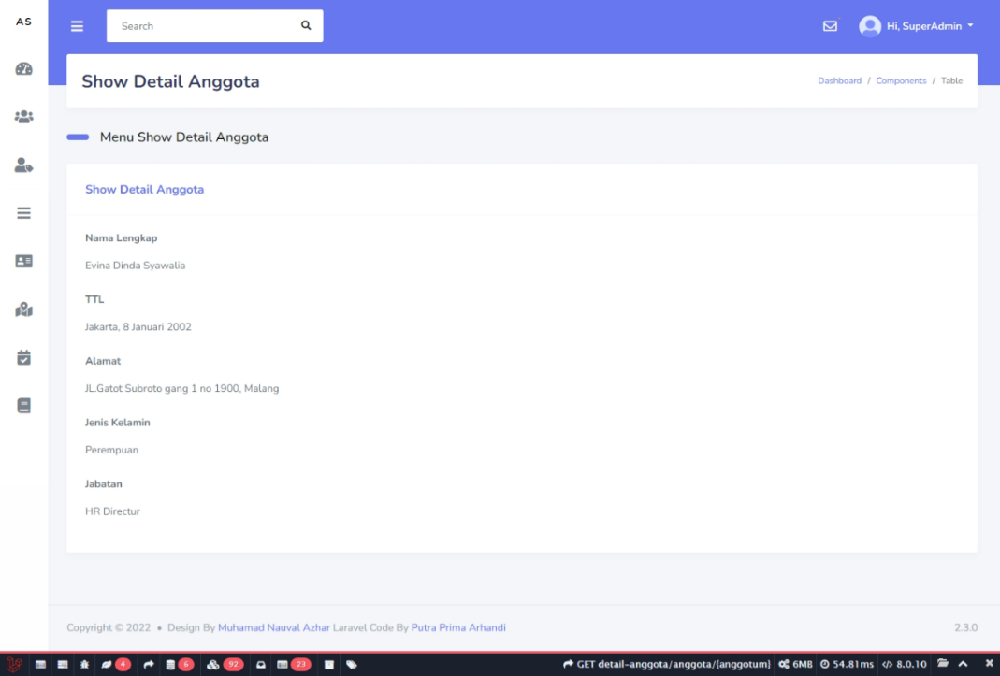 AS
Search
Hi, SuperAdmin
Show Detail Anggota
Dashboard / Components / Table
Menu Show Detail Anggota
Show Detail Anggota
Nama Lengkap
Evina Dinda Syawalia
TTL
Jakarta, 8 Januari 2002
Alamat
JL.Gatot Subroto gang 1 no 1900, Malang
Jenis Kelamin
Perempuan
Jabatan
HR Directur
Copyright © 2022 • Design By Muhamad Nauval Azhar Laravel Code By Putra Prima Arhandi
2.3.0
4 6 92 23 GET detail-anggota/anggota/{anggotum} 6MB 54.81ms 8.0.10